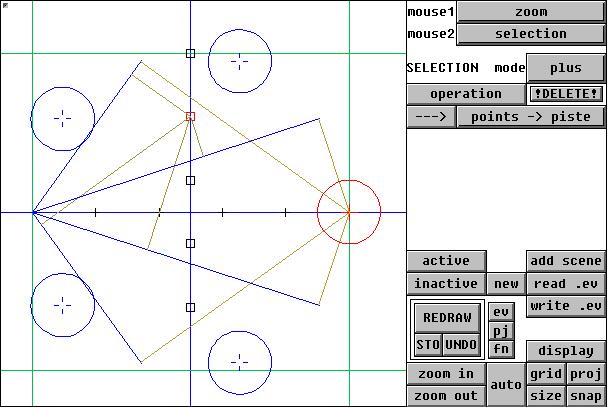 mouse1 zoom
mouse2 selection
SELECTION mode plus
operation !DELETE!
---> points -> piste
active add scene
inactive new read .ev
write .ev
REDRAW ev
STO UNDO pj
fn
display
zoom in auto grid proj
zoom out size snap